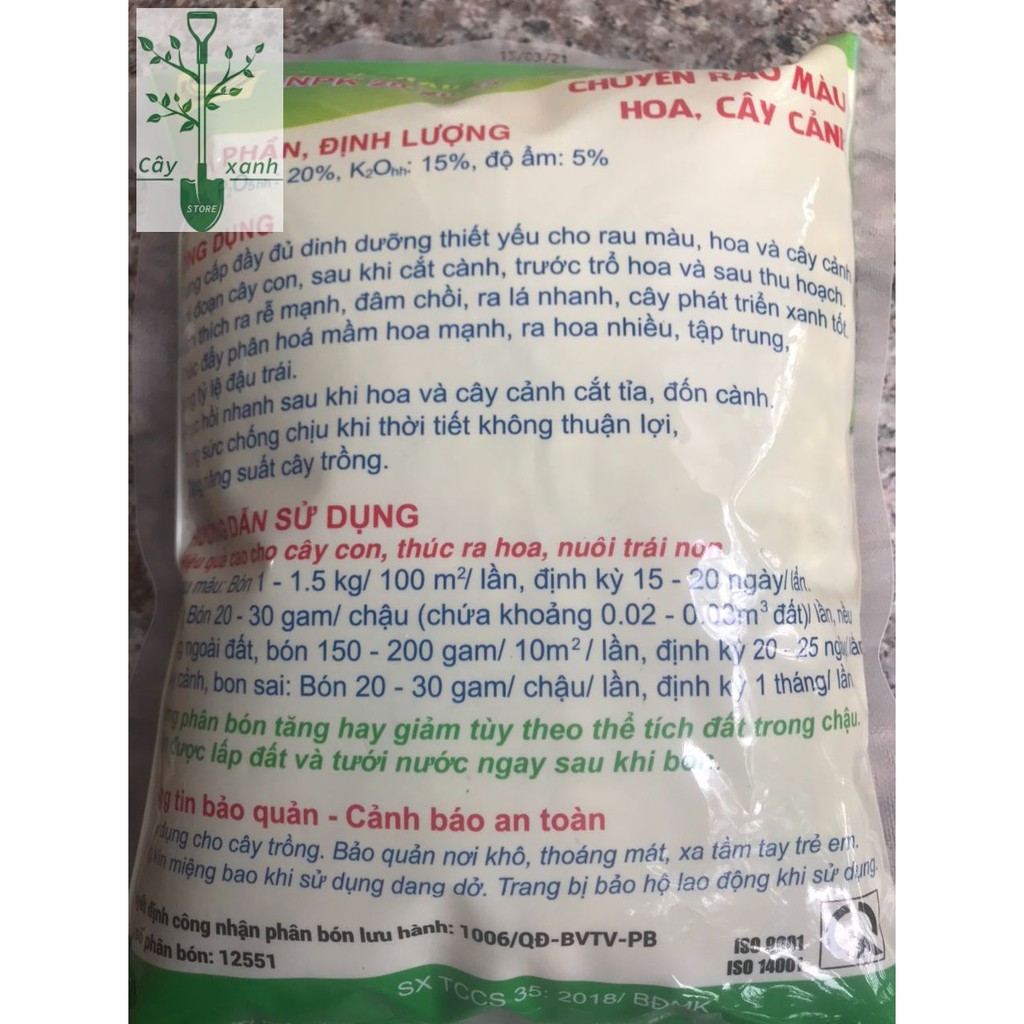 15/03/21
NPK
CHUYÊN RAU MÀU
HOA, CÂY CẢNH
Cây xanh
STORE
PHẦN, ĐỊNH LƯỢNG
20%, K₂Ohh: 15%, độ ẩm: 5%
DỤNG
cấp đầy đủ dinh dưỡng thiết yếu cho rau màu, hoa và cây cảnh
đoạn cây con, sau khi cắt cành, trước trổ hoa và sau thu hoạch.
thích ra rễ mạnh, đâm chồi, ra lá nhanh, cây phát triển xanh tốt.
đẩy phân hoá mầm hoa mạnh, ra hoa nhiều, tập trung,
tỷ lệ đậu trái.
hồi nhanh sau khi hoa và cây cảnh cắt tỉa, đốn cành.
sức chống chịu khi thời tiết không thuận lợi,
năng suất cây trồng.
DẪN SỬ DỤNG
quả cao cho cây con, thúc ra hoa, nuôi trái non
màu: Bón 1 - 1.5 kg/ 100 m²/ lần, định kỳ 15 - 20 ngày/lần.
Bón 20 - 30 gam/ chậu (chứa khoảng 0.02 - 0.03m³ đất)/ lần, nếu
ngoài đất, bón 150 - 200 gam/ 10m² / lần, định kỳ 20 - 25 ngày/lần
cảnh, bon sai: Bón 20 - 30 gam/ chậu/ lần, định kỳ 1 tháng/ lần
phân bón tăng hay giảm tùy theo thể tích đất trong chậu.
được lấp đất và tưới nước ngay sau khi bón.
tin bảo quản - Cảnh báo an toàn
dụng cho cây trồng. Bảo quản nơi khô, thoáng mát, xa tầm tay trẻ em.
kín miệng bao khi sử dụng dang dở. Trang bị bảo hộ lao động khi sử dụng.
định công nhận phân bón lưu hành: 1006/QĐ-BVTV-PB
số phân bón: 12551
ISO 9001
ISO 14001
SX TCCS 35: 2018/ BĐMK